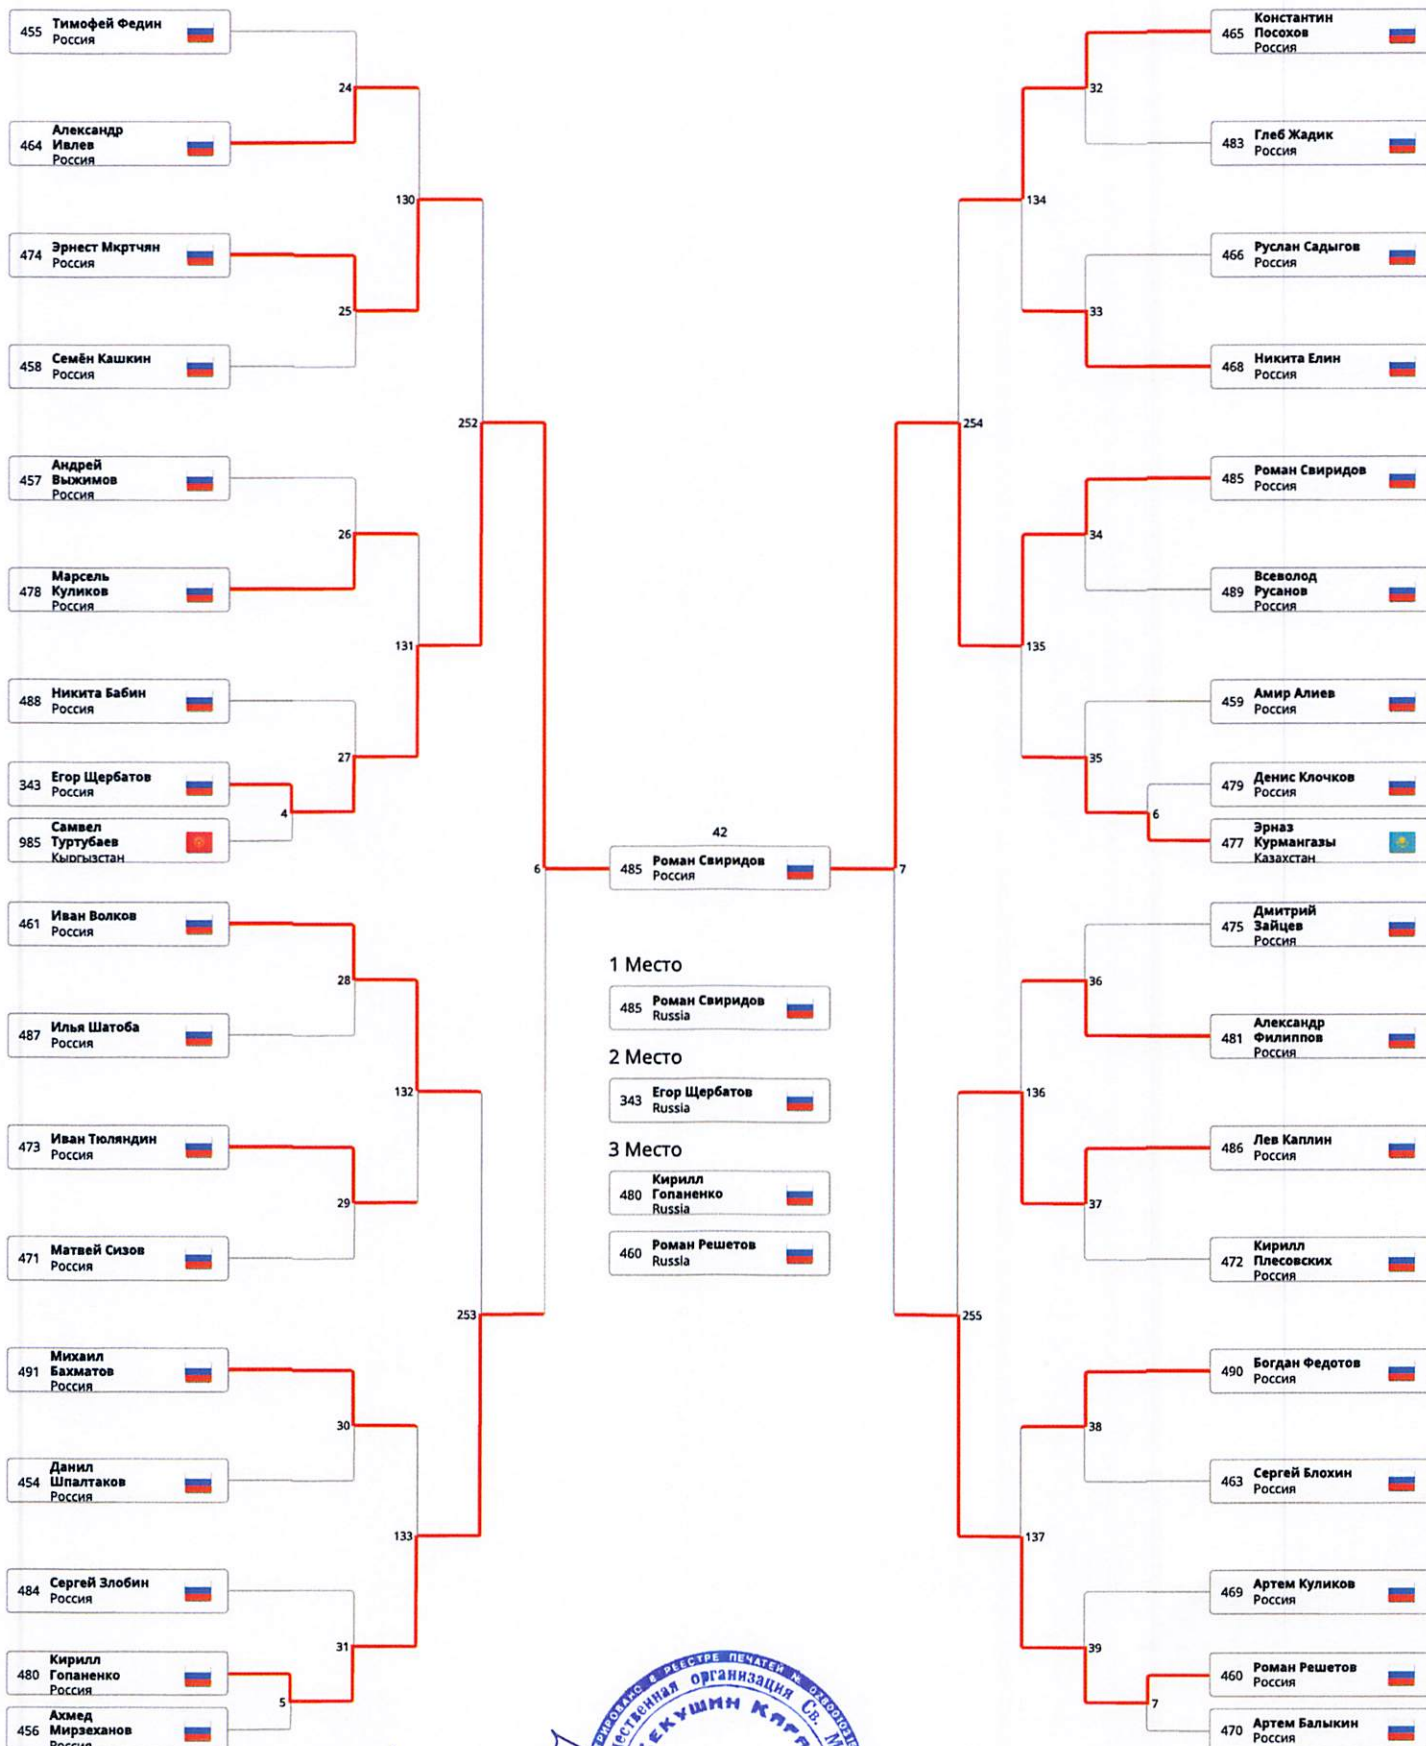 455 Тимофей Федин
Россия
24
464 Александр
Ивлев
Россия
130
474 Эрнест Мкртчян
Россия
25
458 Семён Кашкин
Россия
252
457 Андрей
Выжимов
Россия
26
478 Марсель
Куликов
Россия
131
488 Никита Бабин
Россия
27
343 Егор Щербатов
Россия
4
985 Самвел
Туртубаев
Кыргызстан
6
461 Иван Волков
Россия
28
487 Илья Шатоба
Россия
132
473 Иван Тюляндин
Россия
29
471 Матвей Сизов
Россия
253
491 Михаил
Бахматов
Россия
30
454 Данил
Шпалтаков
Россия
133
484 Сергей Злобин
Россия
31
480 Кирилл
Гопаненко
Россия
5
456 Ахмед
Мирзеханов
Россия
42
485 Роман Свиридов
Россия
1 Место
485 Роман Свиридов
Russia
2 Место
343 Егор Щербатов
Russia
3 Место
480 Кирилл
Гопаненко
Russia
460 Роман Решетов
Russia
465 Константин
Посохов
Россия
32
483 Глеб Жадик
Россия
134
466 Руслан Садыгов
Россия
33
468 Никита Елин
Россия
254
485 Роман Свиридов
Россия
34
489 Всеволод
Русанов
Россия
135
459 Амир Алиев
Россия
35
479 Денис Клочков
Россия
6
477 Эрназ
Курмангазы
Казахстан
7
475 Дмитрий
Зайцев
Россия
36
481 Александр
Филиппов
Россия
136
486 Лев Каплин
Россия
37
472 Кирилл
Плесовских
Россия
255
490 Богдан Федотов
Россия
38
463 Сергей Блохин
Россия
137
469 Артем Куликов
Россия
39
460 Роман Решетов
Россия
7
470 Артем Балыкин
Россия
РЕЕСТРЕ ПЕЧАТЕЙ №
организация Св.